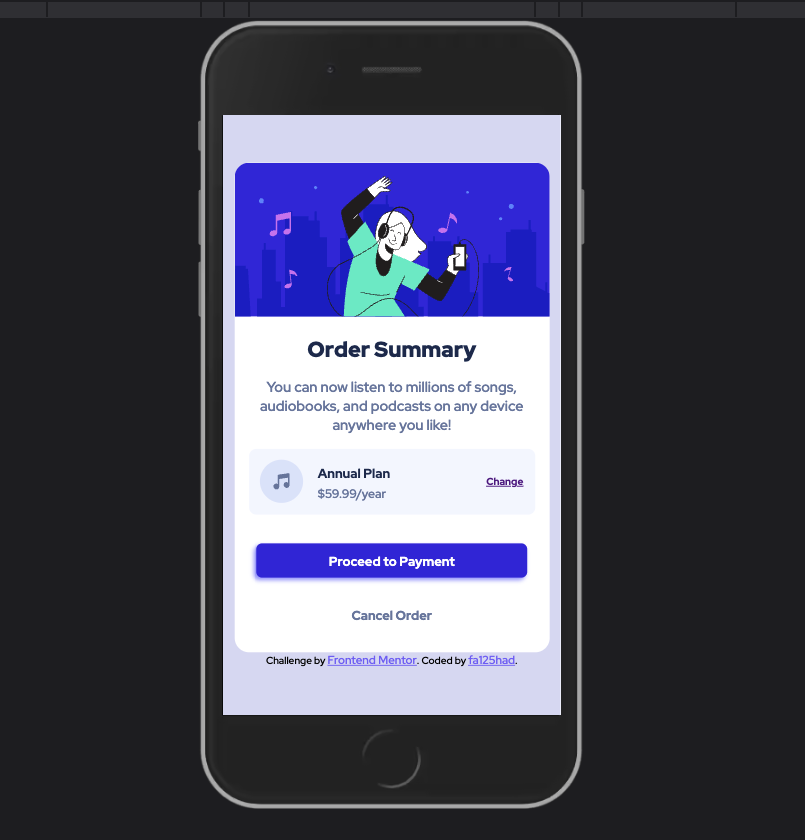 Order Summary
You can now listen to millions of songs,
audiobooks, and podcasts on any device
anywhere you like!
Annual Plan
$59.99/year
Change
Proceed to Payment
Cancel Order
Challenge by Frontend Mentor. Coded by fa125had.